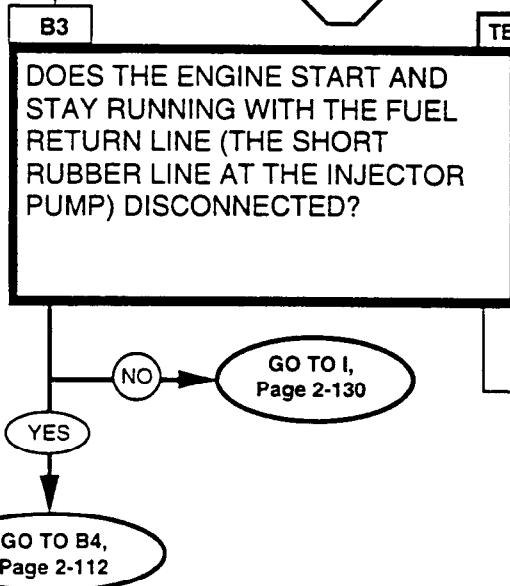 B3
TE
DOES THE ENGINE START AND
STAY RUNNING WITH THE FUEL
RETURN LINE (THE SHORT
RUBBER LINE AT THE INJECTOR
PUMP) DISCONNECTED?
NO
GO TO I,
Page 2-130
YES
GO TO B4,
Page 2-112